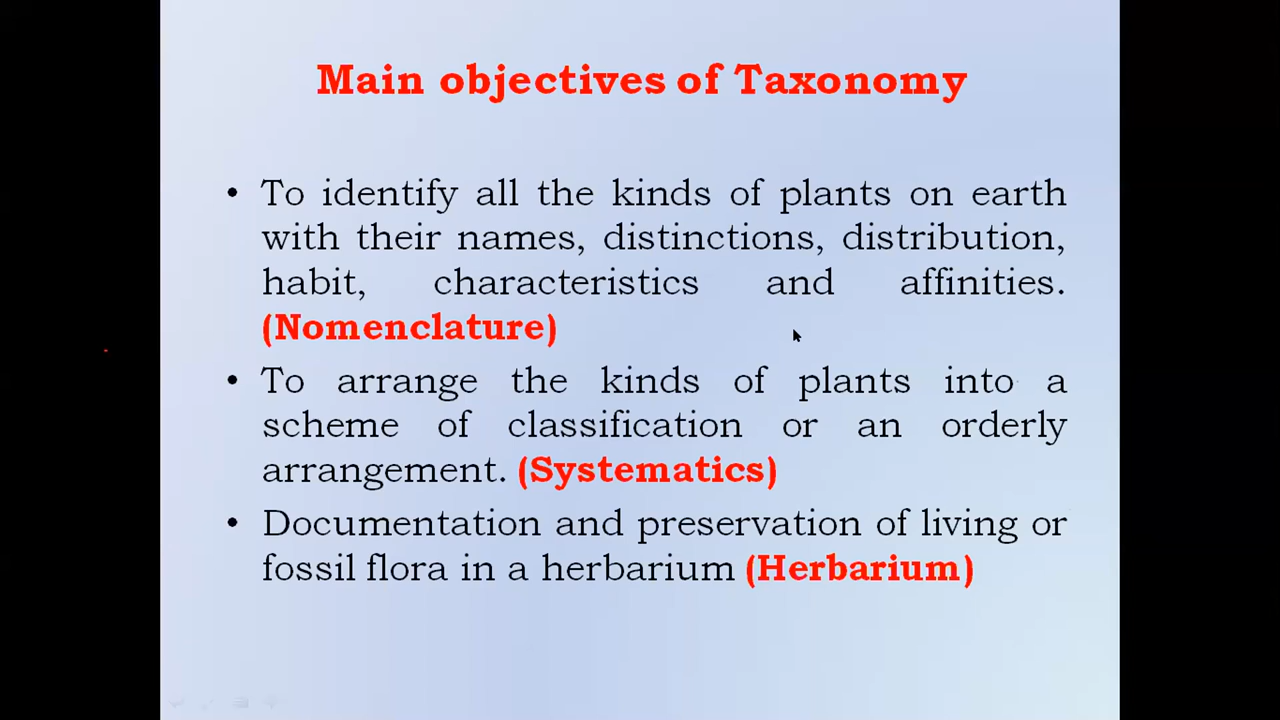 Main objectives of Taxonomy
• To identify all the kinds of plants on earth
with their names, distinctions, distribution,
habit, characteristics and affinities.
(Nomenclature)
• To arrange the kinds of plants into a
scheme of classification or an orderly
arrangement. (Systematics)
• Documentation and preservation of living or
fossil flora in a herbarium (Herbarium)